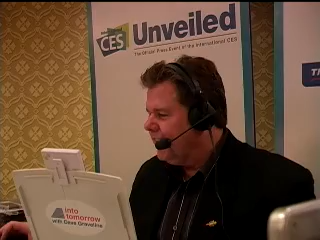 CES Unveiled
The Official Press Event of the International CES
into
tomorrow
with Dave Graveline